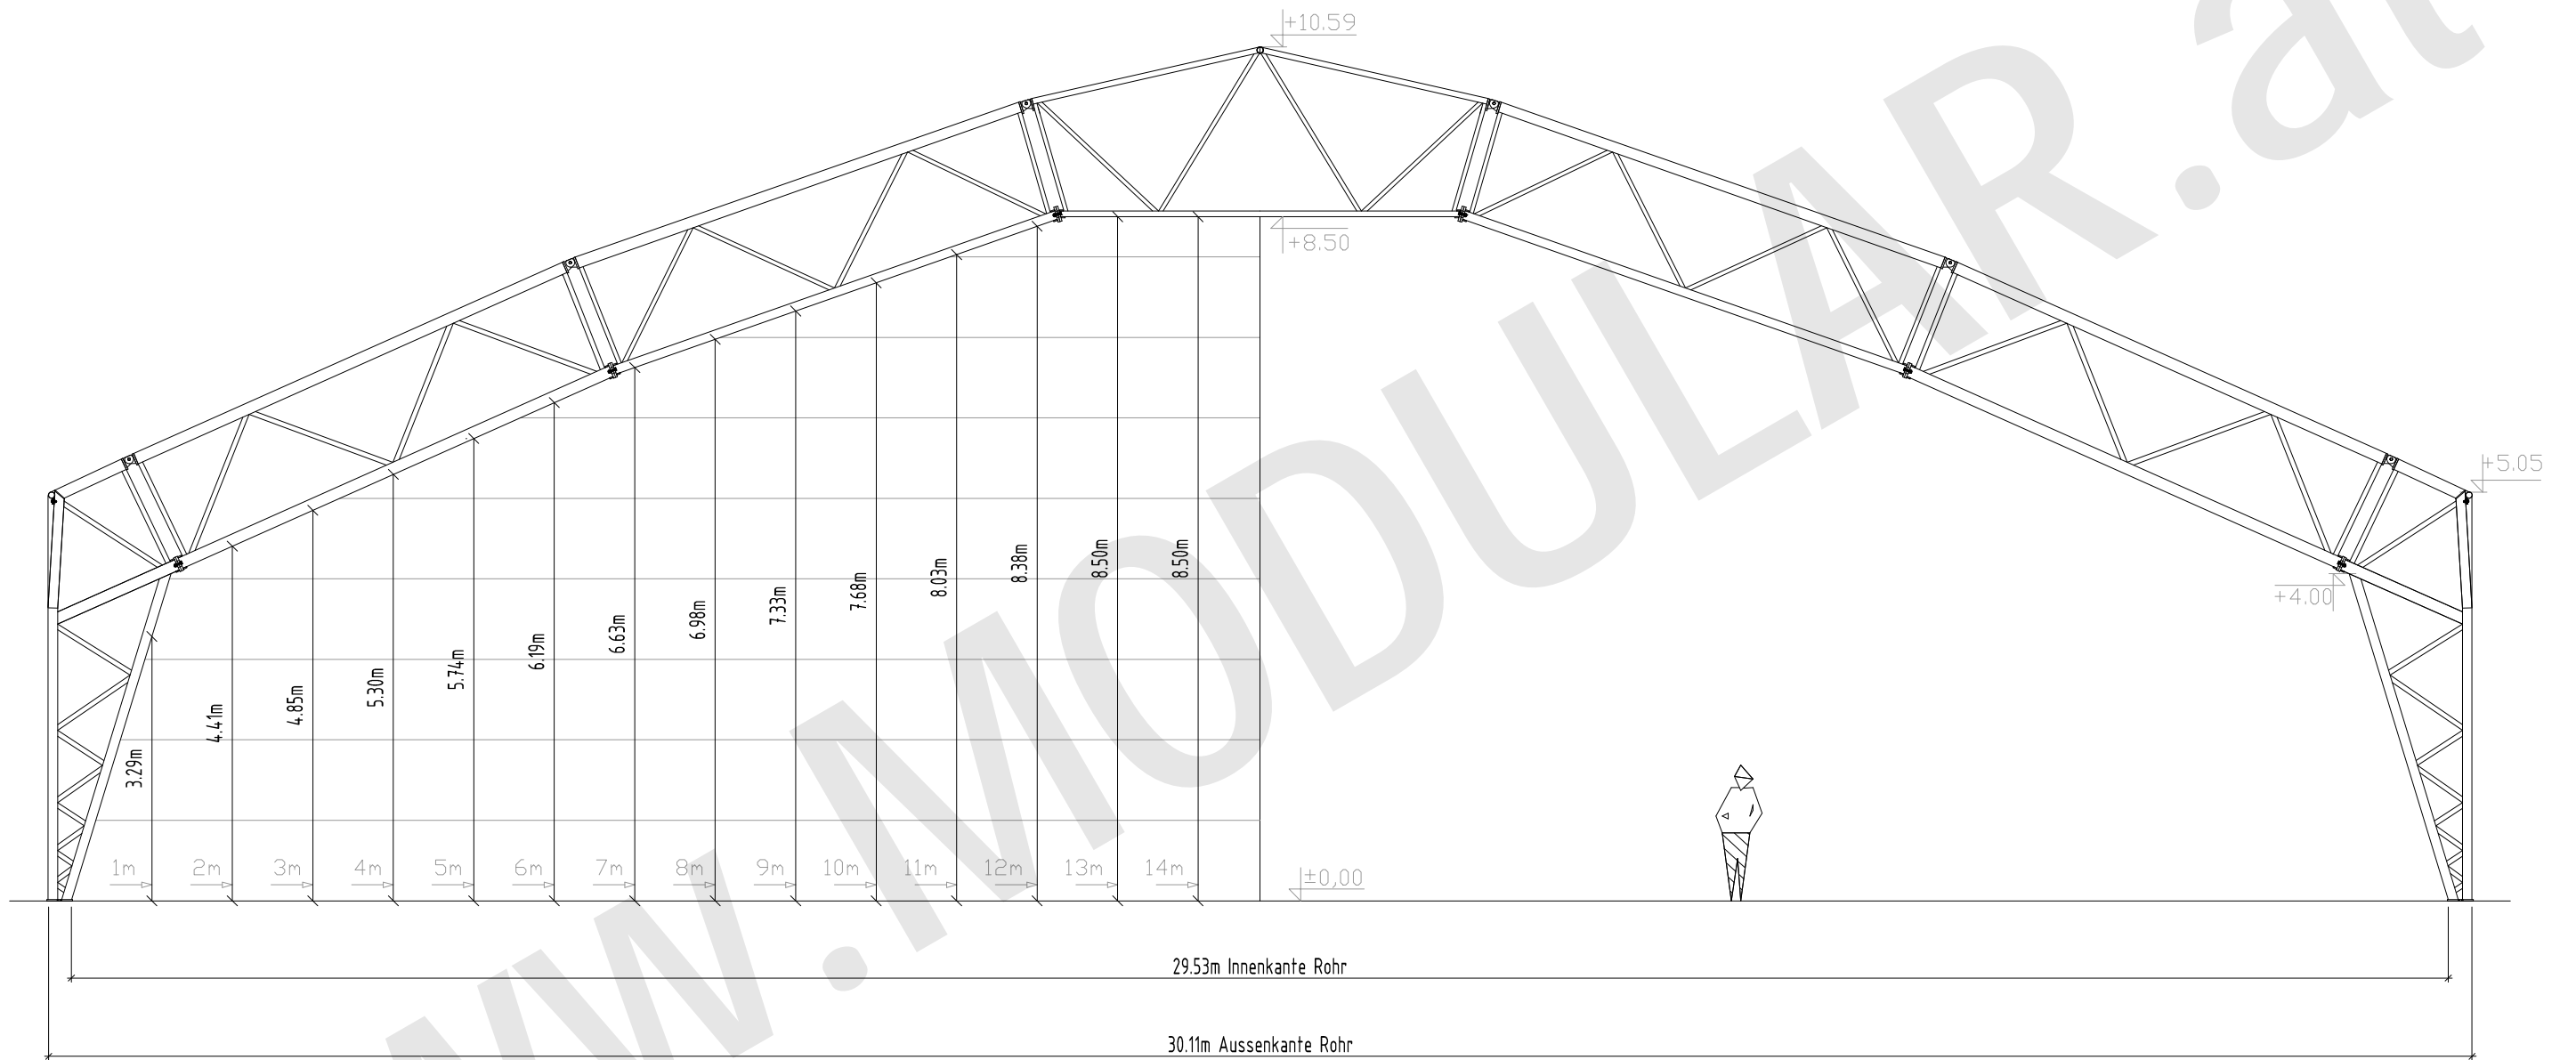 +10.59
+8.50
+5.05
+4.00
3.29m
4.41m
4.85m
5.30m
5.74m
6.19m
6.63m
6.98m
7.33m
7.68m
8.03m
8.38m
8.50m
8.50m
1m 2m 3m 4m 5m 6m 7m 8m 9m 10m 11m 12m 13m 14m
±0,00
29.53m Innenkante Rohr
30.11m Aussenkante Rohr
w.MODULAR.at